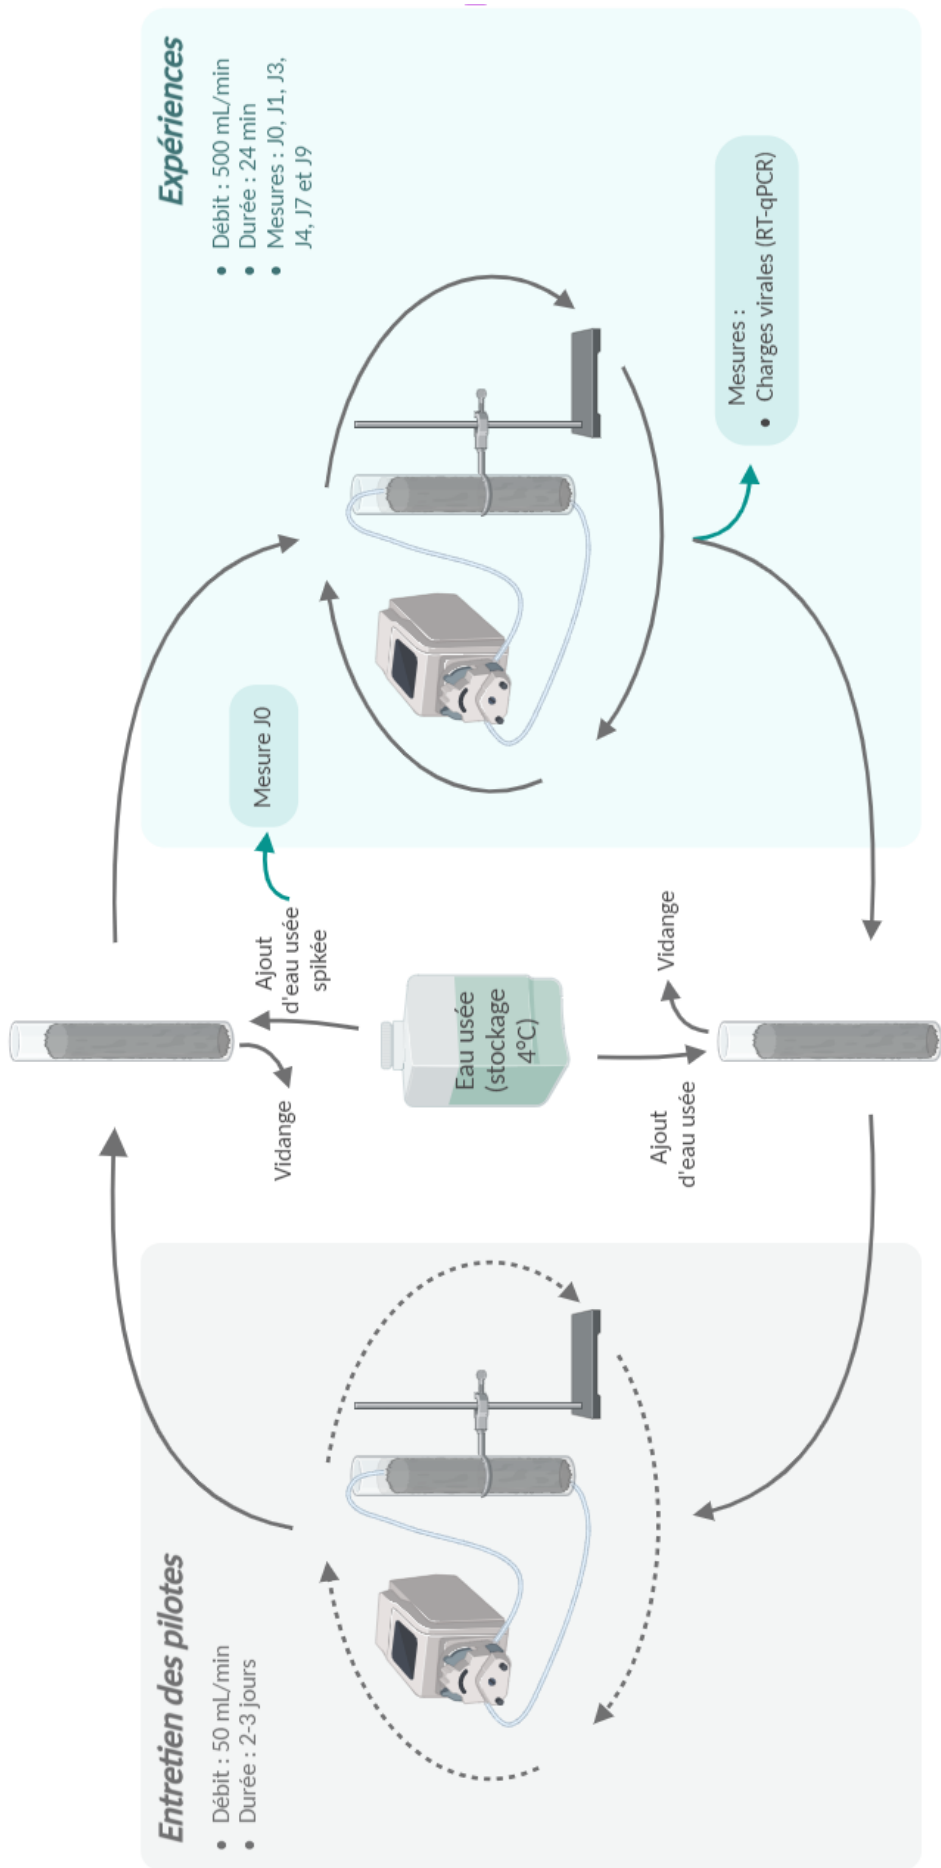 Entretien des pilotes
• Débit : 50 mL/min
• Durée : 2-3 jours
Vidange
Ajout
d'eau usée
spikée
Mesure J0
Eau usée
(stockage
4°C)
Ajout
d'eau usée
Vidange
Expériences
• Débit : 500 mL/min
• Durée : 24 min
• Mesures : J0, J1, J3,
J4, J7 et J9
Mesures :
• Charges virales (RT-qPCR)